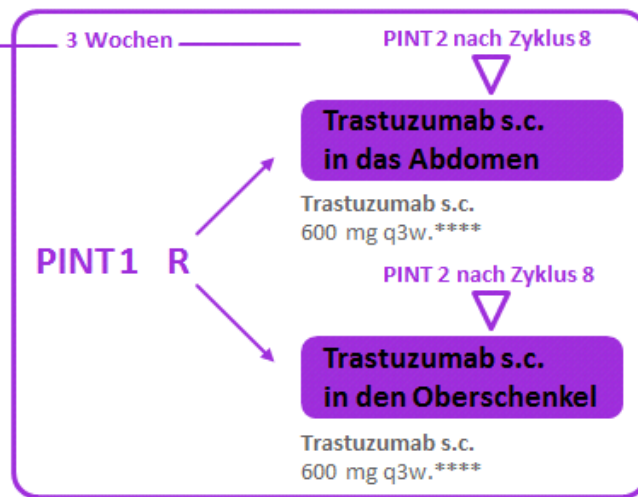 3 Wochen
PINT 2 nach Zyklus 8
Trastuzumab s.c.
in das Abdomen
Trastuzumab s.c.
600 mg q3w.****
PINT 1 R
PINT 2 nach Zyklus 8
Trastuzumab s.c.
in den Oberschenkel
Trastuzumab s.c.
600 mg q3w.****